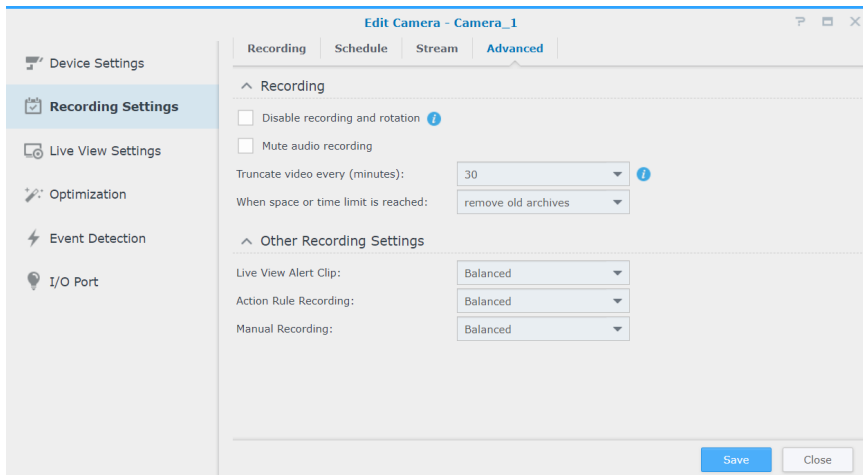 Edit Camera - Camera_1
Device Settings
Recording Settings
Live View Settings
Optimization
Event Detection
I/O Port
Recording Schedule Stream Advanced
Recording
Disable recording and rotation i
Mute audio recording
Truncate video every (minutes): 30 i
When space or time limit is reached: remove old archives
Other Recording Settings
Live View Alert Clip: Balanced
Action Rule Recording: Balanced
Manual Recording: Balanced
Save Close